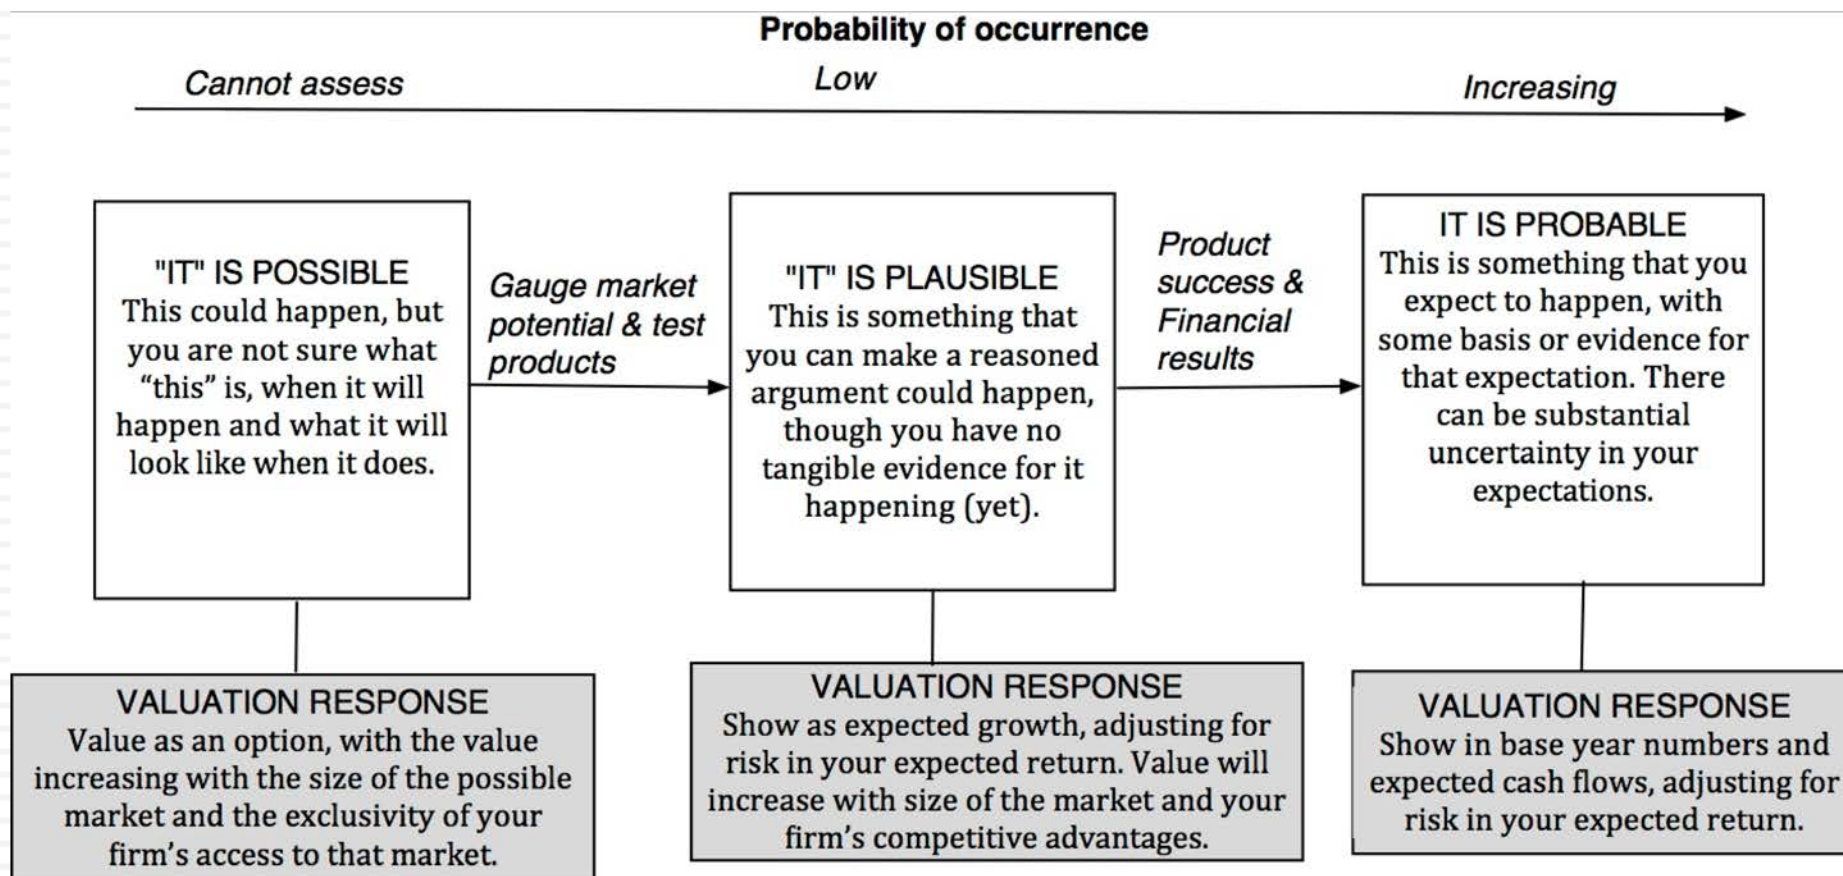 Probability of occurrence
Cannot assess
Low
Increasing
"IT" IS POSSIBLE
This could happen, but
you are not sure what
“this” is, when it will
happen and what it will
look like when it does.
Gauge market
potential & test
products
"IT" IS PLAUSIBLE
This is something that
you can make a reasoned
argument could happen,
though you have no
tangible evidence for it
happening (yet).
Product
success &
Financial
results
IT IS PROBABLE
This is something that you
expect to happen, with
some basis or evidence for
that expectation. There
can be substantial
uncertainty in your
expectations.
VALUATION RESPONSE
Value as an option, with the value
increasing with the size of the possible
market and the exclusivity of your
firm’s access to that market.
VALUATION RESPONSE
Show as expected growth, adjusting for
risk in your expected return. Value will
increase with size of the market and your
firm’s competitive advantages.
VALUATION RESPONSE
Show in base year numbers and
expected cash flows, adjusting for
risk in your expected return.